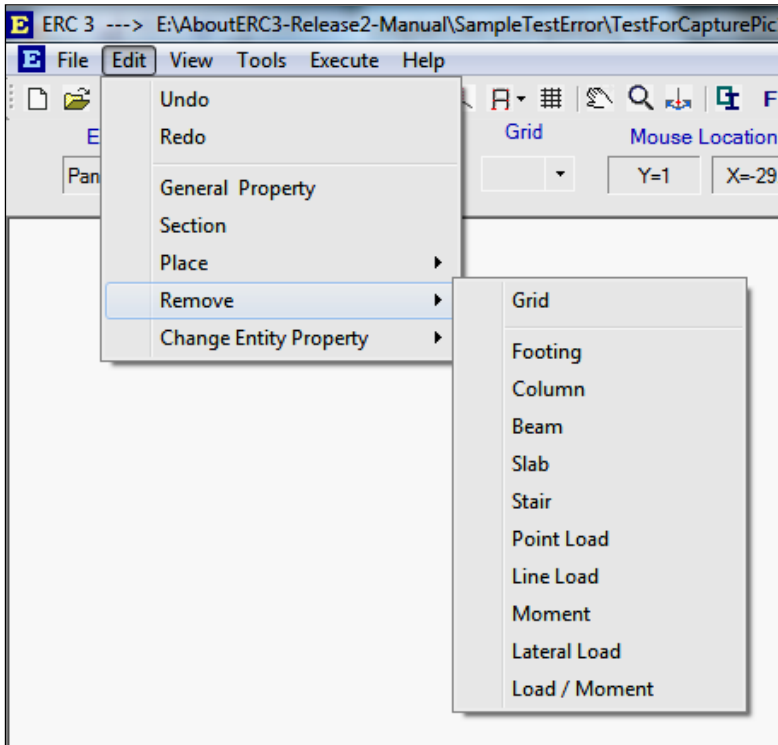 E ERC 3 ---> E:\AboutERC3-Release2-Manual\SampleTestError\TestForCapturePic
E File Edit View Tools Execute Help
Grid Mouse Location
Pan Y=1 X=-29
Undo
Redo
General Property
Section
Place
Remove
Change Entity Property
Grid
Footing
Column
Beam
Slab
Stair
Point Load
Line Load
Moment
Lateral Load
Load / Moment